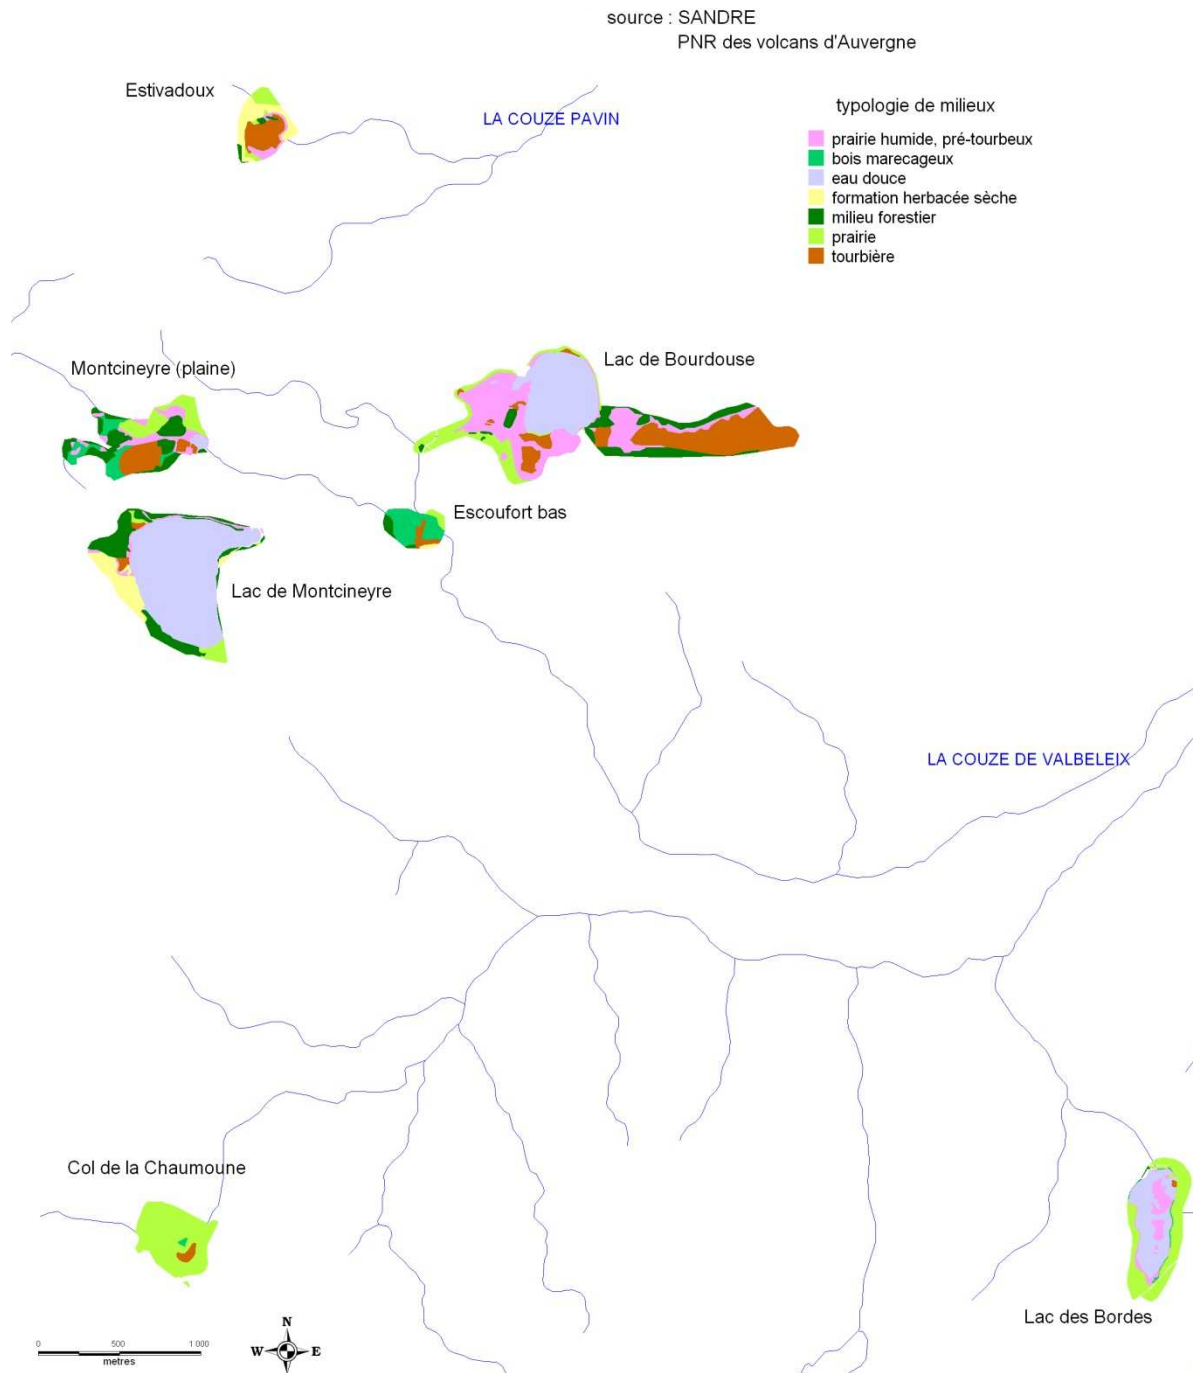 source : SANDRE
PNR des volcans d'Auvergne
Estivadoux
LA COUZE PAVIN
typologie de milieux
prairie humide, pré-tourbeux
bois marecageux
eau douce
formation herbacée sèche
milieu forestier
prairie
tourbière
Montcineyre (plaine)
Lac de Bourdouse
Escoufort bas
Lac de Montcineyre
LA COUZE DE VALBELEIX
Col de la Chaumoune
Lac des Bordes
0 500 1 000
metres
N
W E
S